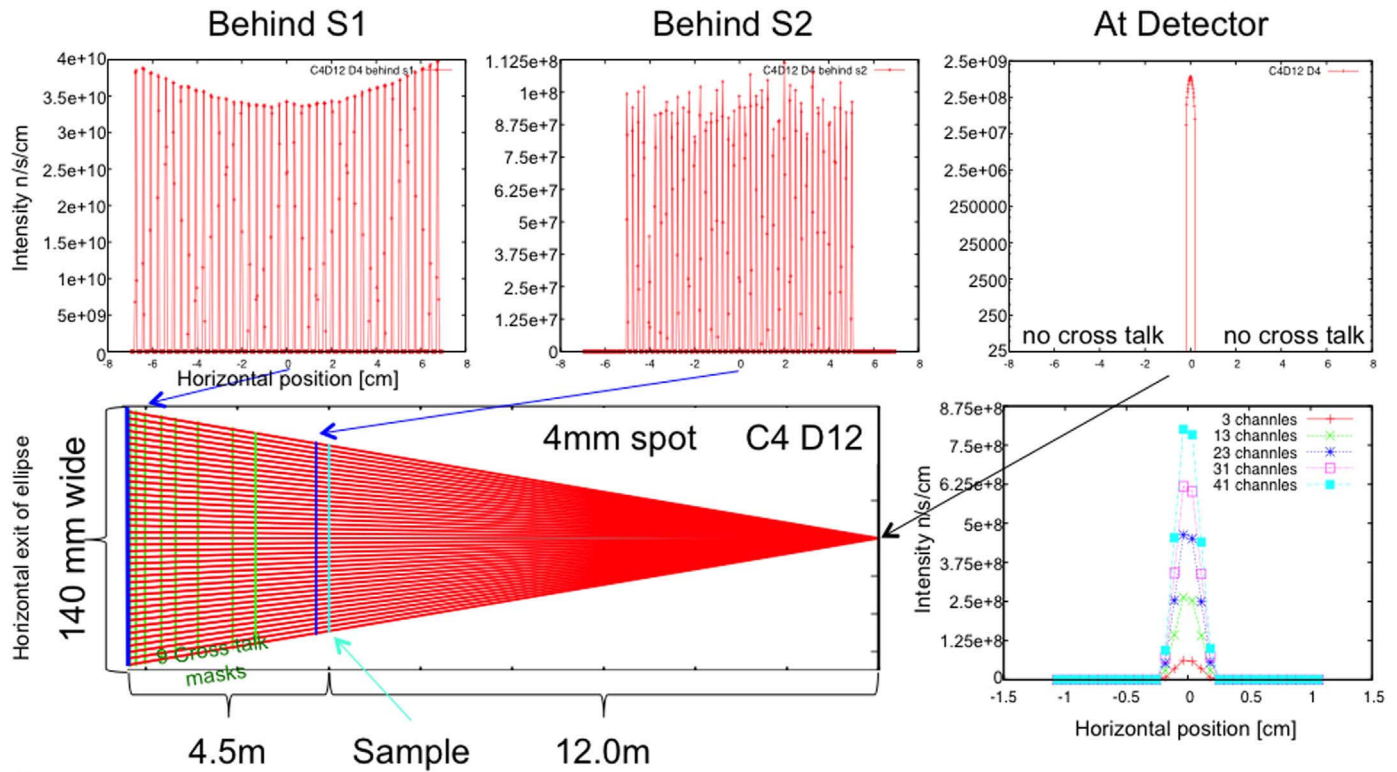 Behind S1
Behind S2
At Detector
4e+10
3.5e+10
3e+10
2.5e+10
2e+10
1.5e+10
1e+10
5e+09
0
Intensity n/s/cm
C4D12 D4 behind s1
-8 -6 -4 -2 0 2 4 6 8
Horizontal position [cm]
1.125e+8
1e+8
8.75e+7
7.5e+7
6.25e+7
5e+7
3.75e+7
2.5e+7
1.25e+7
0
C4D12 D4 behind s2
-8 -6 -4 -2 0 2 4 6 8
2.5e+09
2.5e+08
2.5e+07
2.5e+06
250000
25000
2500
250
25
C4D12 D4
no cross talk no cross talk
-8 -6 -4 -2 0 2 4 6 8
Horizontal exit of ellipse
140 mm wide
4mm spot C4 D12
9 Cross talk
masks
4.5m
Sample
12.0m
8.75e+8
7.5e+8
6.25e+8
5e+8
3.75e+8
2.5e+8
1.25e+8
0
Intensity n/s/cm
3 channles
13 channles
23 channles
31 channles
41 channles
-1.5 -1 -0.5 0 0.5 1 1.5
Horizontal position [cm]